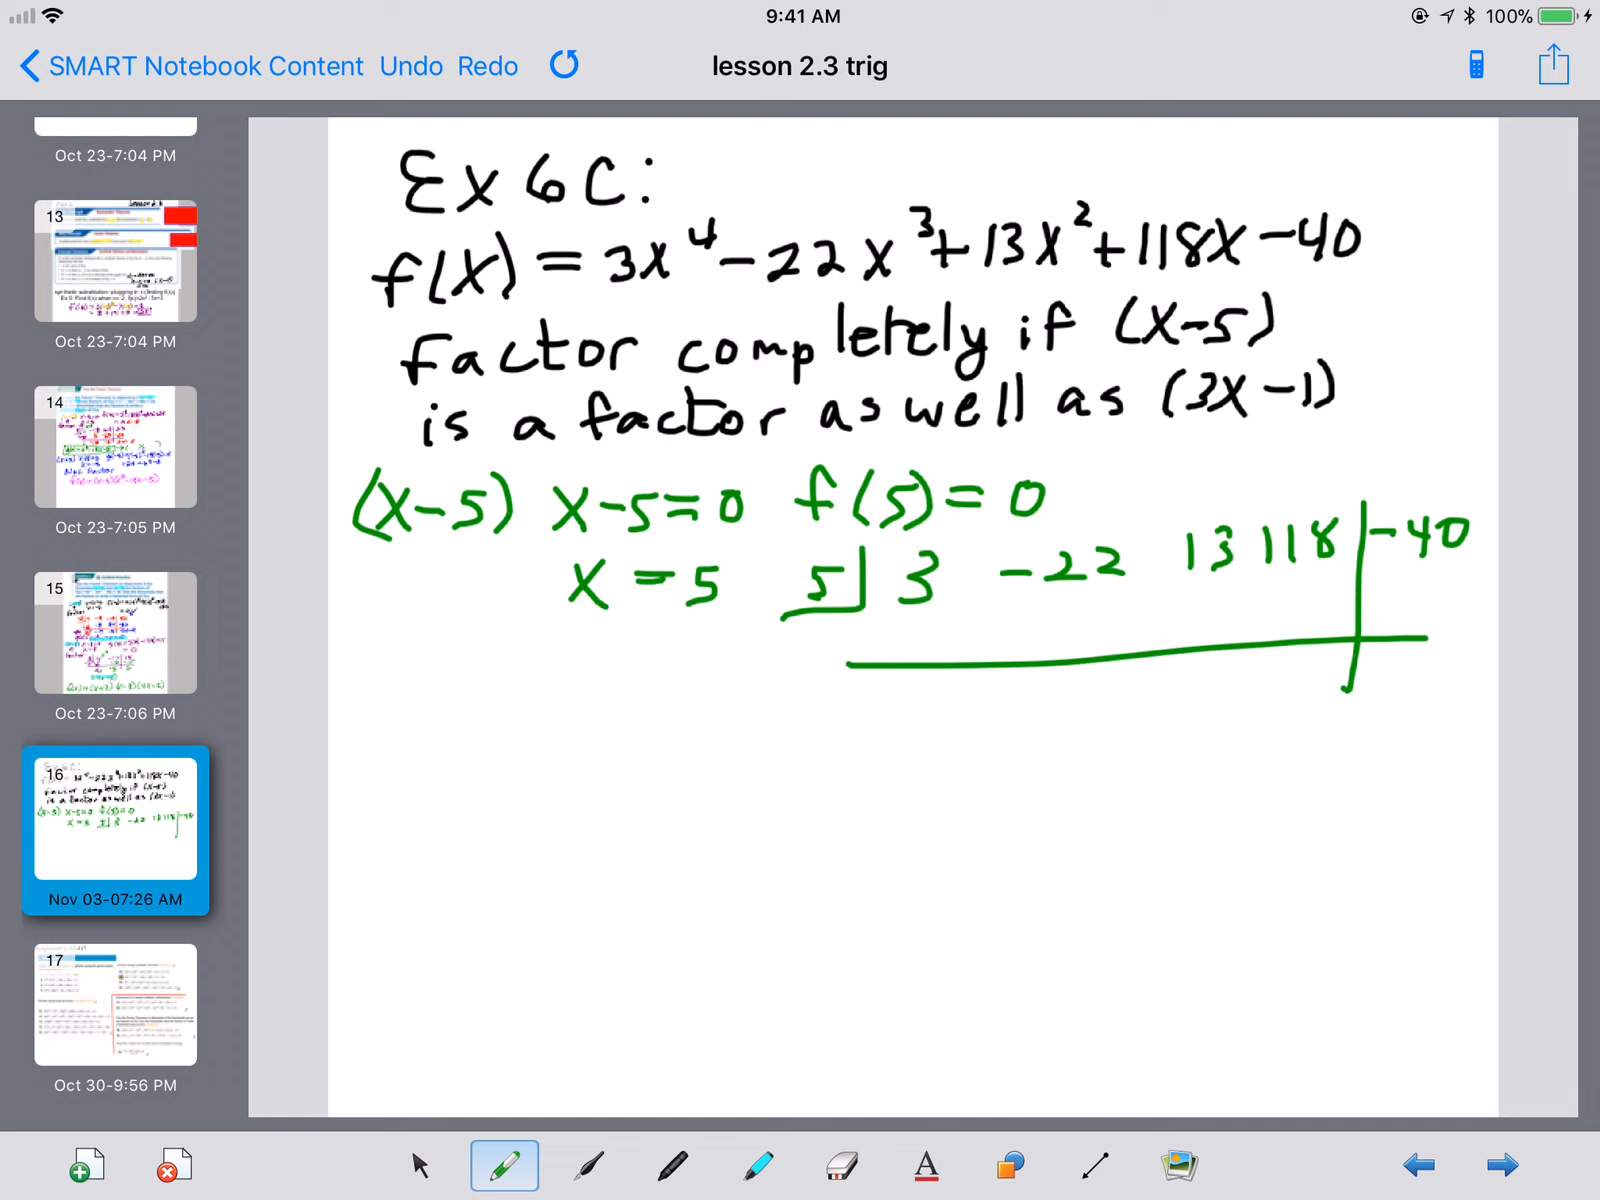 9:41 AM
100%
SMART Notebook Content Undo Redo
lesson 2.3 trig
Oct 23-7:04 PM
13
Oct 23-7:04 PM
14
Oct 23-7:05 PM
15
Oct 23-7:06 PM
16
Nov 03-07:26 AM
17
Oct 30-9:56 PM
Ex 6 C:
f(x) = 3x⁴ - 22x³ + 13x² + 118x - 40
Factor completely if (x-5)
is a factor as well as (3x-1)
(x-5) x-5=0 f(5)=0
x = 5 5| 3 -22 13 118 | -40
A